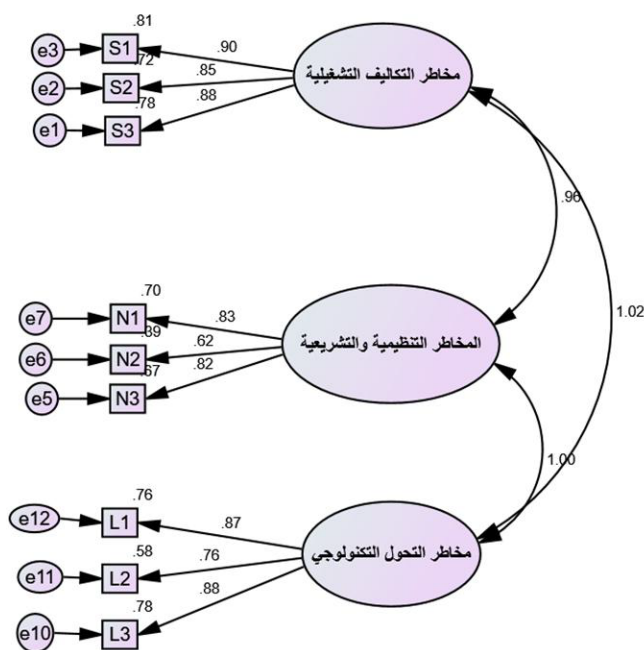 .81
e3 S1 .90
مخاطر التكاليف التشغيلية
.72
e2 S2 .85
.78
e1 S3 .88
.96
1.02
.70
e7 N1 .83
المخاطر التنظيمية والتشريعية
.39
e6 N2 .62
.67
e5 N3 .82
1.00
.76
e12 L1 .87
مخاطر التحول التكنولوجي
.58
e11 L2 .76
.78
e10 L3 .88